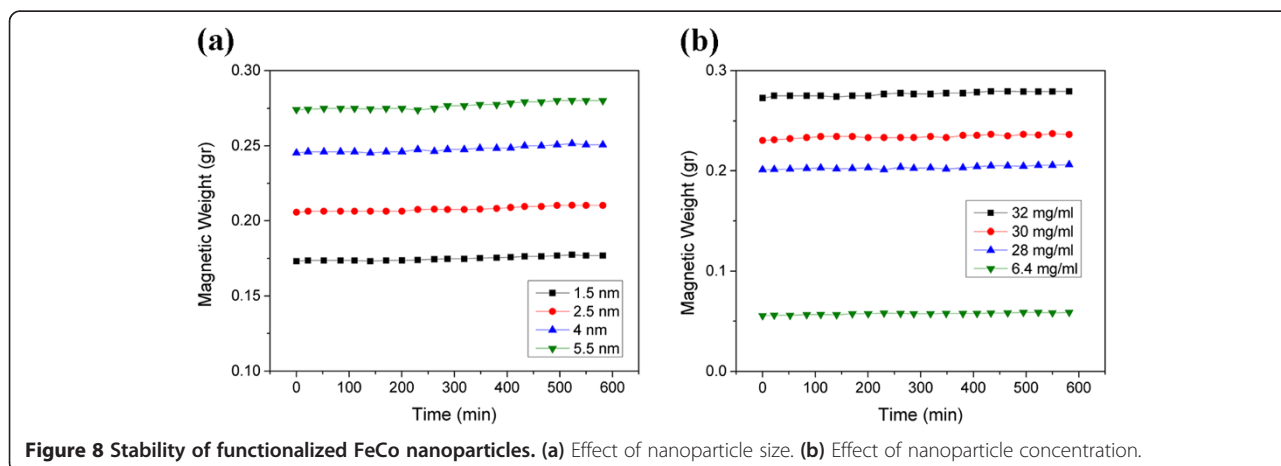 (a)
0.30
0.25
0.20
0.15
0.10
Magnetic Weight (gr)
1.5 nm
2.5 nm
4 nm
5.5 nm
0 100 200 300 400 500 600
Time (min)
(b)
0.3
0.2
0.1
0.0
Magnetic Weight (gr)
32 mg/ml
30 mg/ml
28 mg/ml
6.4 mg/ml
0 100 200 300 400 500 600
Time (min)
Figure 8 Stability of functionalized FeCo nanoparticles. (a) Effect of nanoparticle size. (b) Effect of nanoparticle concentration.